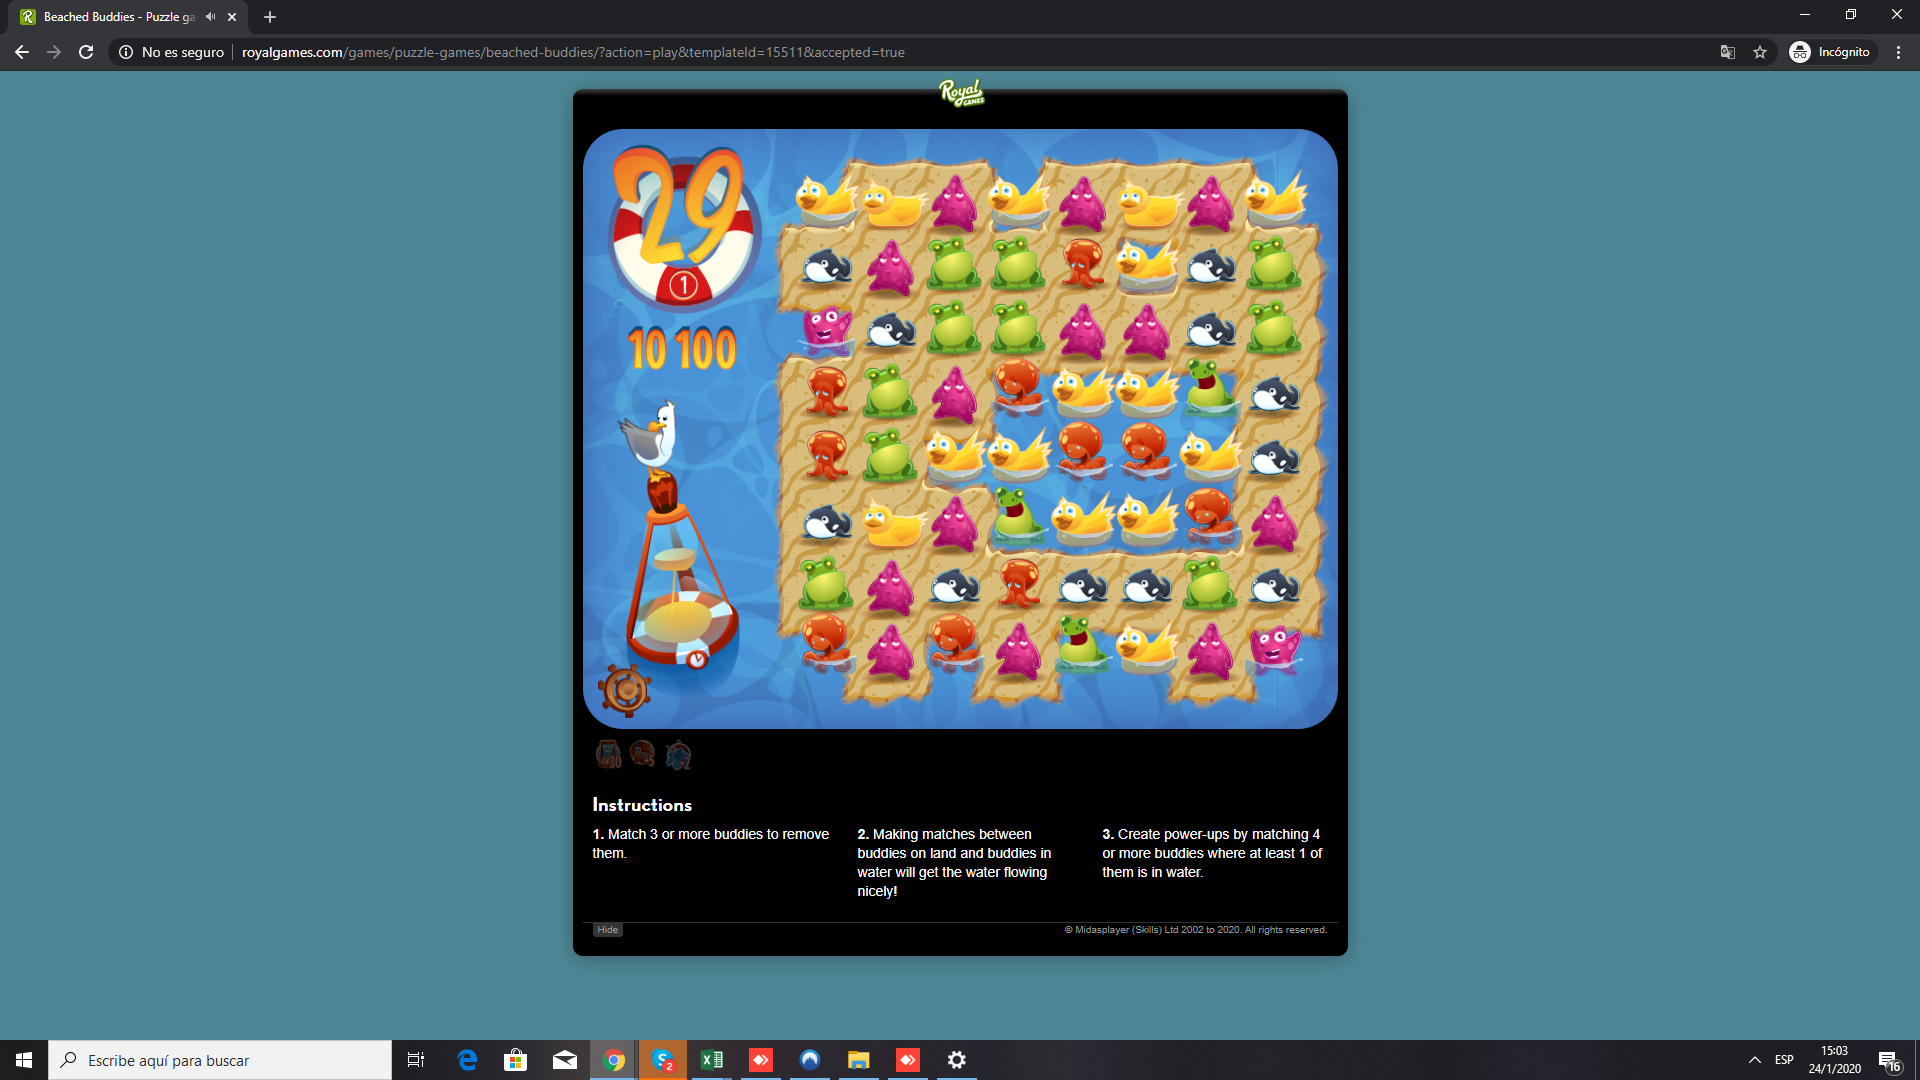 Beached Buddies - Puzzle ga
No es seguro
royalgames.com/games/puzzle-games/beached-buddies/?action=play&templateId=15511&accepted=true
Incógnito
Royal
GAMES
29
1
10 100
Instructions
1. Match 3 or more buddies to remove
them.
2. Making matches between
buddies on land and buddies in
water will get the water flowing
nicely!
3. Create power-ups by matching 4
or more buddies where at least 1 of
them is in water.
Hide
© Midasplayer (Skills) Ltd 2002 to 2020. All rights reserved.
Escribe aquí para buscar
2
ESP
15:03
24/1/2020
16